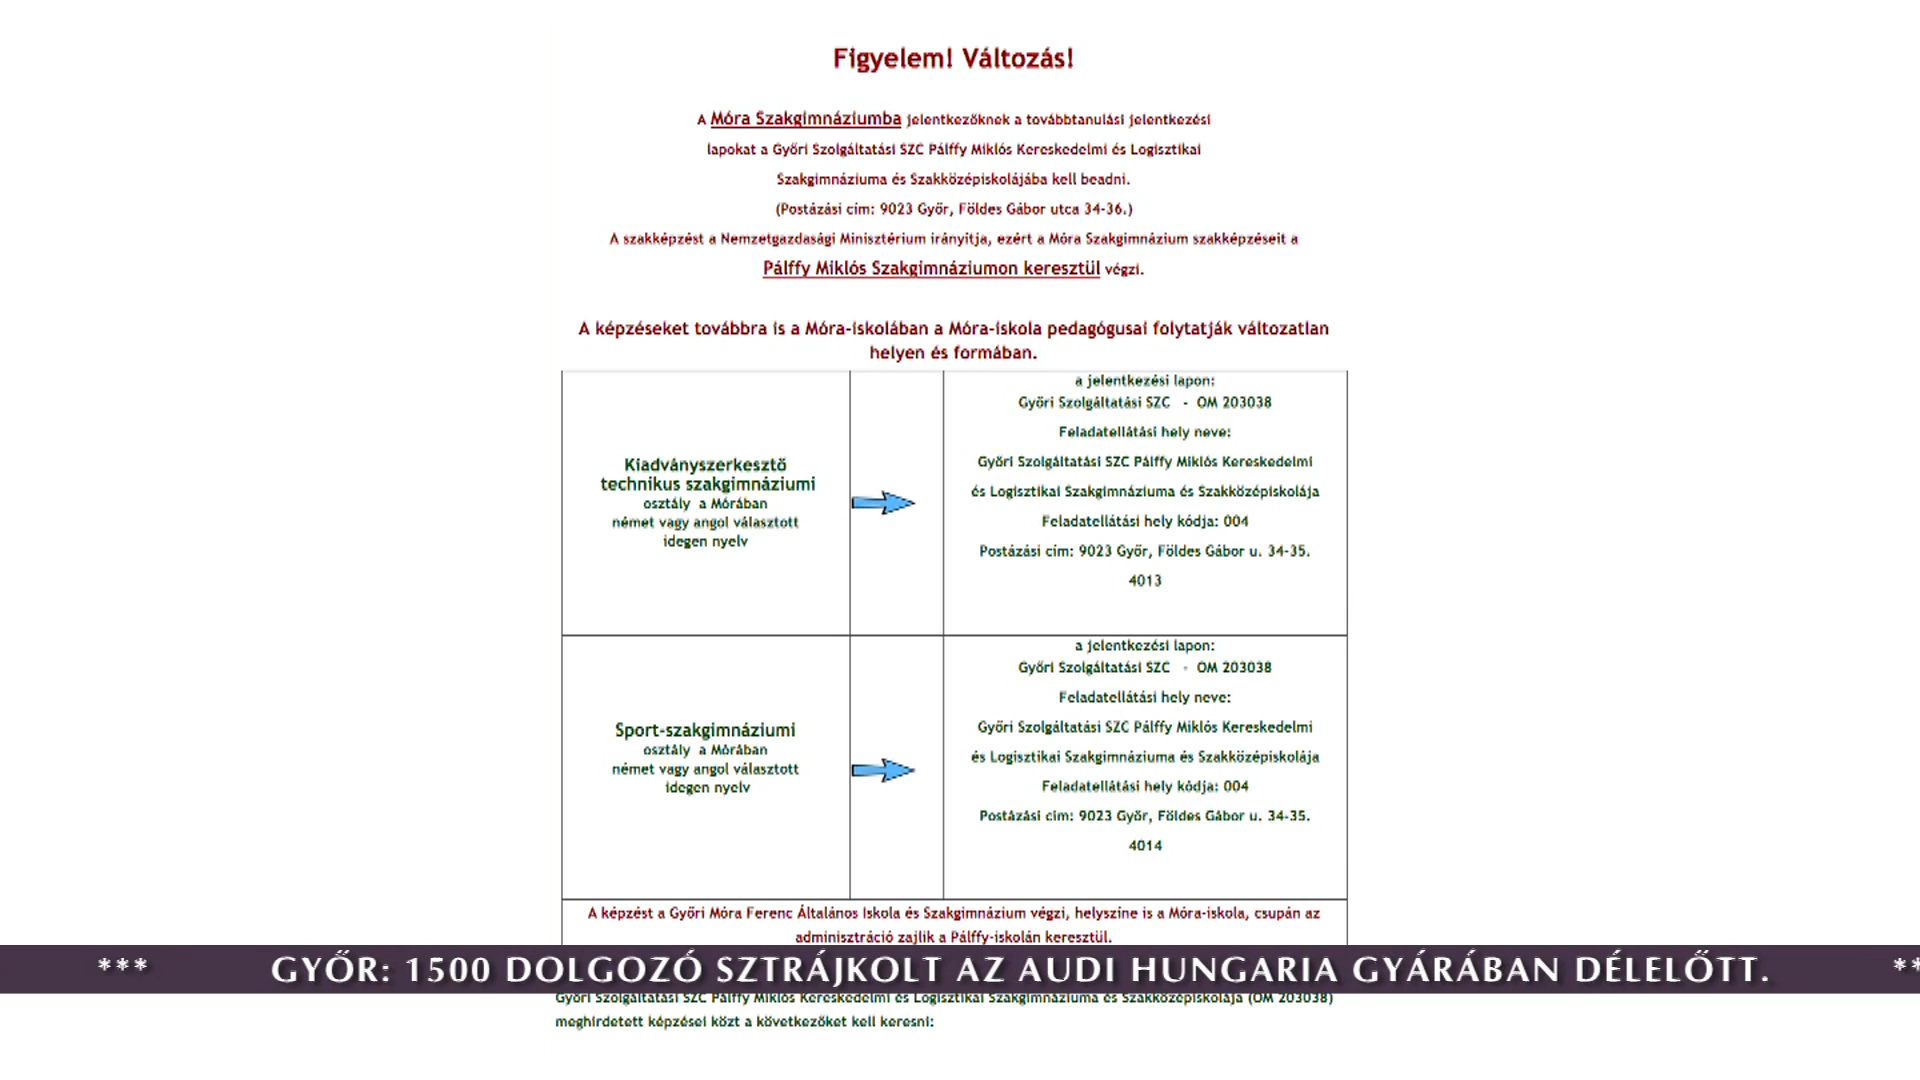 Figyelem! Változás!
A Móra Szakgimnáziumba jelentkezőknek a továbbtanulási jelentkezési
lapokat a Győri Szolgáltatási SZC Pálffy Miklós Kereskedelmi és Logisztikai
Szakgimnáziuma és Szakközépiskolájába kell beadni.
(Postázási cím: 9023 Győr, Földes Gábor utca 34-36.)
A szakképzést a Nemzetgazdasági Minisztérium irányítja, ezért a Móra Szakgimnázium szakképzéseit a
Pálffy Miklós Szakgimnáziumon keresztül végzi.
A képzéseket továbbra is a Móra-iskolában a Móra-iskola pedagógusai folytatják változatlan
helyen és formában.
Kiadványszerkesztő
technikus szakgimnáziumi
osztály a Mórában
német vagy angol választott
idegen nyelv
a jelentkezési lapon:
Győri Szolgáltatási SZC - OM 203038
Feladatellátási hely neve:
Győri Szolgáltatási SZC Pálffy Miklós Kereskedelmi
és Logisztikai Szakgimnáziuma és Szakközépiskolája
Feladatellátási hely kódja: 004
Postázási cím: 9023 Győr, Földes Gábor u. 34-35.
4013
Sport-szakgimnáziumi
osztály a Mórában
német vagy angol választott
idegen nyelv
a jelentkezési lapon:
Győri Szolgáltatási SZC - OM 203038
Feladatellátási hely neve:
Győri Szolgáltatási SZC Pálffy Miklós Kereskedelmi
és Logisztikai Szakgimnáziuma és Szakközépiskolája
Feladatellátási hely kódja: 004
Postázási cím: 9023 Győr, Földes Gábor u. 34-35.
4014
A képzést a Győri Móra Ferenc Általános Iskola és Szakgimnázium végzi, helyszíne is a Móra-iskola, csupán az
adminisztráció zajlik a Pálffy-iskolán keresztül.
*** GYŐR: 1500 DOLGOZÓ SZTRÁJKOLT AZ AUDI HUNGARIA GYÁRÁBAN DÉLELŐTT. **
Győri Szolgáltatási SZC Pálffy Miklós Kereskedelmi és Logisztikai Szakgimnáziuma és Szakközépiskolája (OM 203038)
meghirdetett képzései közt a következőket kell keresni: